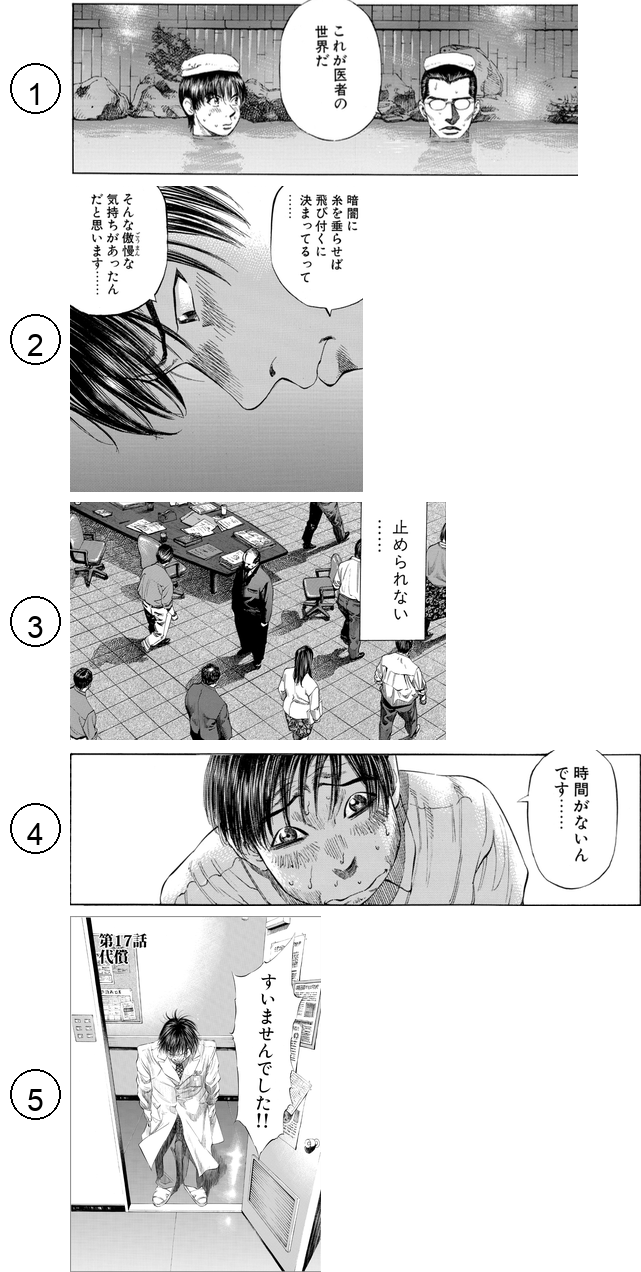 1
これが医者の
世界だ
2
暗闇に
糸を垂らせば
飛び付くに
決まってるって
……
そんな傲慢な
ごうまん
気持ちがあったん
だと思います……
3
止められない
……
4
時間がないん
です……
5
第17話
代償
すいませんでした!!